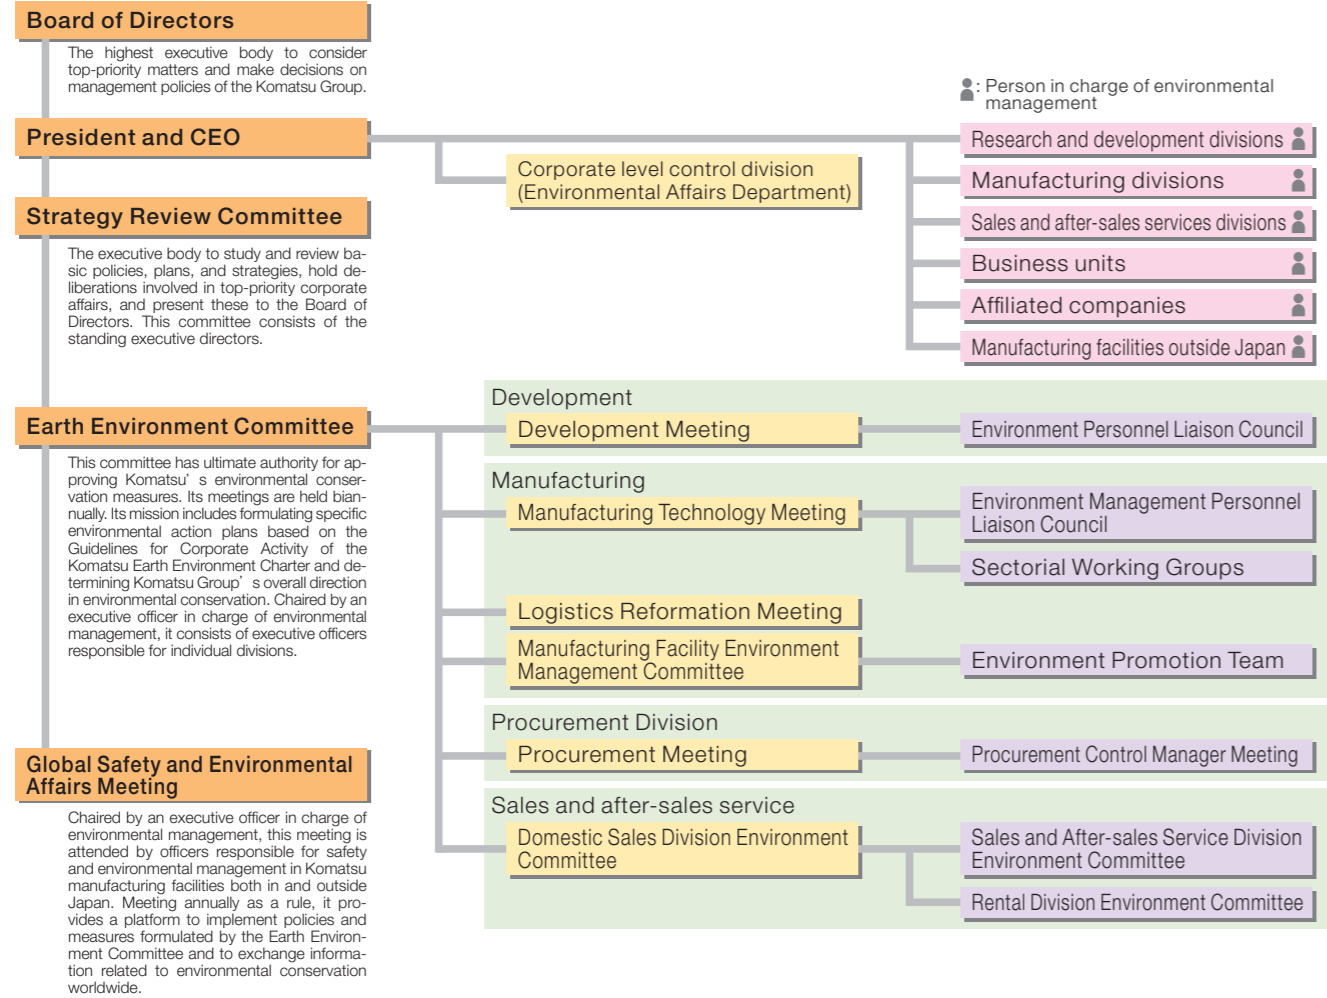 Board of Directors
The highest executive body to consider
top-priority matters and make decisions on
management policies of the Komatsu Group.
: Person in charge of environmental
management
President and CEO
Corporate level control division
(Environmental Affairs Department)
Research and development divisions
Manufacturing divisions
Sales and after-sales services divisions
Business units
Affiliated companies
Manufacturing facilities outside Japan
Strategy Review Committee
The executive body to study and review ba-
sic policies, plans, and strategies, hold de-
liberations involved in top-priority corporate
affairs, and present these to the Board of
Directors. This committee consists of the
standing executive directors.
Earth Environment Committee
This committee has ultimate authority for ap-
proving Komatsu's environmental conser-
vation measures. Its meetings are held bian-
nually. Its mission includes formulating specific
environmental action plans based on the
Guidelines for Corporate Activity of the
Komatsu Earth Environment Charter and de-
termining Komatsu Group's overall direction
in environmental conservation. Chaired by an
executive officer in charge of environmental
management, it consists of executive officers
responsible for individual divisions.
Development
Development Meeting
Environment Personnel Liaison Council
Manufacturing
Manufacturing Technology Meeting
Environment Management Personnel
Liaison Council
Sectorial Working Groups
Logistics Reformation Meeting
Manufacturing Facility Environment
Management Committee
Environment Promotion Team
Procurement Division
Procurement Meeting
Procurement Control Manager Meeting
Sales and after-sales service
Domestic Sales Division Environment
Committee
Sales and After-sales Service Division
Environment Committee
Rental Division Environment Committee
Global Safety and Environmental
Affairs Meeting
Chaired by an executive officer in charge of
environmental management, this meeting is
attended by officers responsible for safety
and environmental management in Komatsu
manufacturing facilities both in and outside
Japan. Meeting annually as a rule, it pro-
vides a platform to implement policies and
measures formulated by the Earth Environ-
ment Committee and to exchange informa-
tion related to environmental conservation
worldwide.